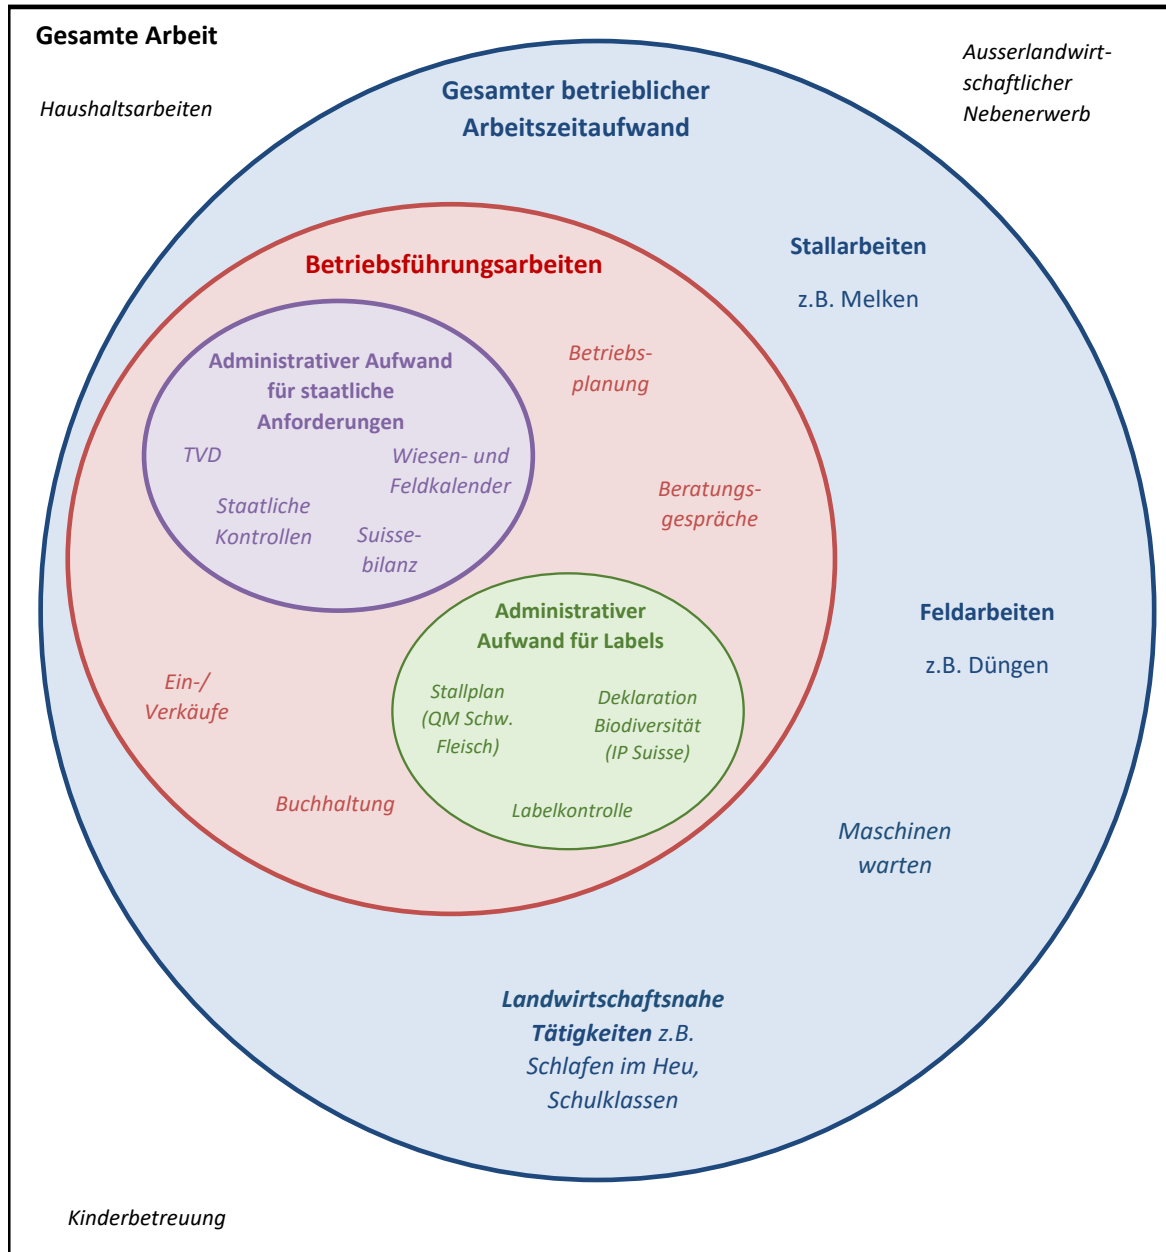 Gesamte Arbeit
Haushaltsarbeiten
Ausserlandwirt-
schaftlicher
Nebenerwerb
Gesamter betrieblicher
Arbeitszeitaufwand
Stallarbeiten
z.B. Melken
Betriebsführungsarbeiten
Administrativer Aufwand
für staatliche
Anforderungen
TVD
Wiesen- und
Feldkalender
Staatliche
Kontrollen
Suisse-
bilanz
Betriebs-
planung
Beratungs-
gespräche
Administrativer
Aufwand für Labels
Stallplan
(QM Schw.
Fleisch)
Deklaration
Biodiversität
(IP Suisse)
Labelkontrolle
Ein-/
Verkäufe
Buchhaltung
Feldarbeiten
z.B. Düngen
Maschinen
warten
Landwirtschaftsnahe
Tätigkeiten z.B.
Schlafen im Heu,
Schulklassen
Kinderbetreuung